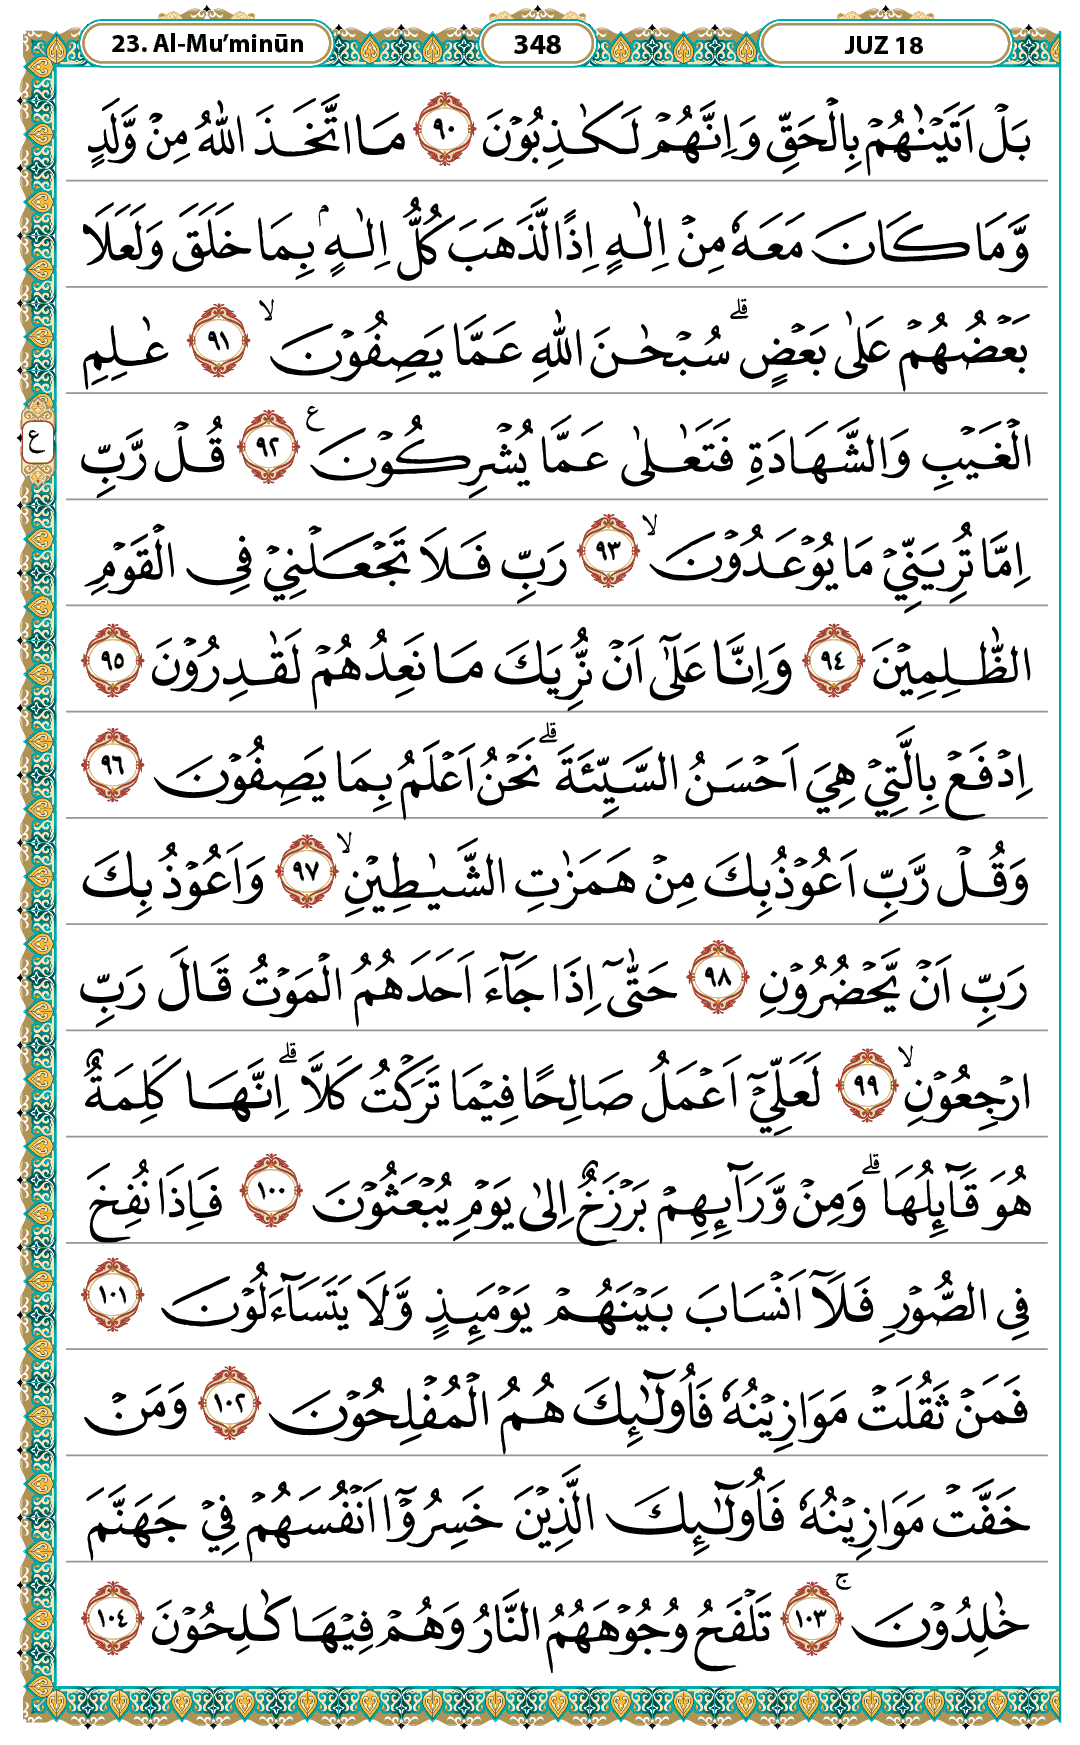 23. Al-Mu’minūn 348 JUZ 18
بَلْ اَتَيْنٰهُمْ بِالْحَقِّ وَاِنَّهُمْ لَكٰذِبُوْنَ ٩٠ مَا اتَّخَذَ اللّٰهُ مِنْ وَّلَدٍ
وَّمَا كَانَ مَعَهٗ مِنْ اِلٰهٍ اِذًا لَّذَهَبَ كُلُّ اِلٰهٍۢ بِمَا خَلَقَ وَلَعَلَا
بَعْضُهُمْ عَلٰى بَعْضٍۗ سُبْحٰنَ اللّٰهِ عَمَّا يَصِفُوْنَۙ ٩١ عٰلِمِ
ع
الْغَيْبِ وَالشَّهَادَةِ فَتَعٰلٰى عَمَّا يُشْرِكُوْنَ ࣖ ٩٢ قُلْ رَّبِّ
اِمَّا تُرِيَنِّيْ مَا يُوْعَدُوْنَۙ ٩٣ رَبِّ فَلَا تَجْعَلْنِيْ فِى الْقَوْمِ
الظّٰلِمِيْنَ ٩٤ وَاِنَّا عَلٰٓى اَنْ نُّرِيَكَ مَا نَعِدُهُمْ لَقٰدِرُوْنَ ٩٥
اِدْفَعْ بِالَّتِيْ هِيَ اَحْسَنُ السَّيِّئَةَۗ نَحْنُ اَعْلَمُ بِمَا يَصِفُوْنَ ٩٦
وَقُلْ رَّبِّ اَعُوْذُ بِكَ مِنْ هَمَزٰتِ الشَّيٰطِيْنِۙ ٩٧ وَاَعُوْذُ بِكَ
رَبِّ اَنْ يَّحْضُرُوْنِ ٩٨ حَتّٰىٓ اِذَا جَاۤءَ اَحَدَهُمُ الْمَوْتُ قَالَ رَبِّ
ارْجِعُوْنِۙ ٩٩ لَعَلِّيْٓ اَعْمَلُ صَالِحًا فِيْمَا تَرَكْتُ كَلَّاۗ اِنَّهَا كَلِمَةٌ
هُوَ قَاۤىِٕلُهَاۗ وَمِنْ وَّرَاۤىِٕهِمْ بَرْزَخٌ اِلٰى يَوْمِ يُبْعَثُوْنَ ١٠٠ فَاِذَا نُفِخَ
فِى الصُّوْرِ فَلَآ اَنْسَابَ بَيْنَهُمْ يَوْمَىِٕذٍ وَّلَا يَتَسَاۤءَلُوْنَ ١٠١
فَمَنْ ثَقُلَتْ مَوَازِيْنُهٗ فَاُولٰۤىِٕكَ هُمُ الْمُفْلِحُوْنَ ١٠٢ وَمَنْ
خَفَّتْ مَوَازِيْنُهٗ فَاُولٰۤىِٕكَ الَّذِيْنَ خَسِرُوْٓا اَنْفُسَهُمْ فِيْ جَهَنَّمَ
خٰلِدُوْنَۚ ١٠٣ تَلْفَحُ وُجُوْهَهُمُ النَّارُ وَهُمْ فِيْهَا كٰلِحُوْنَ ١٠٤